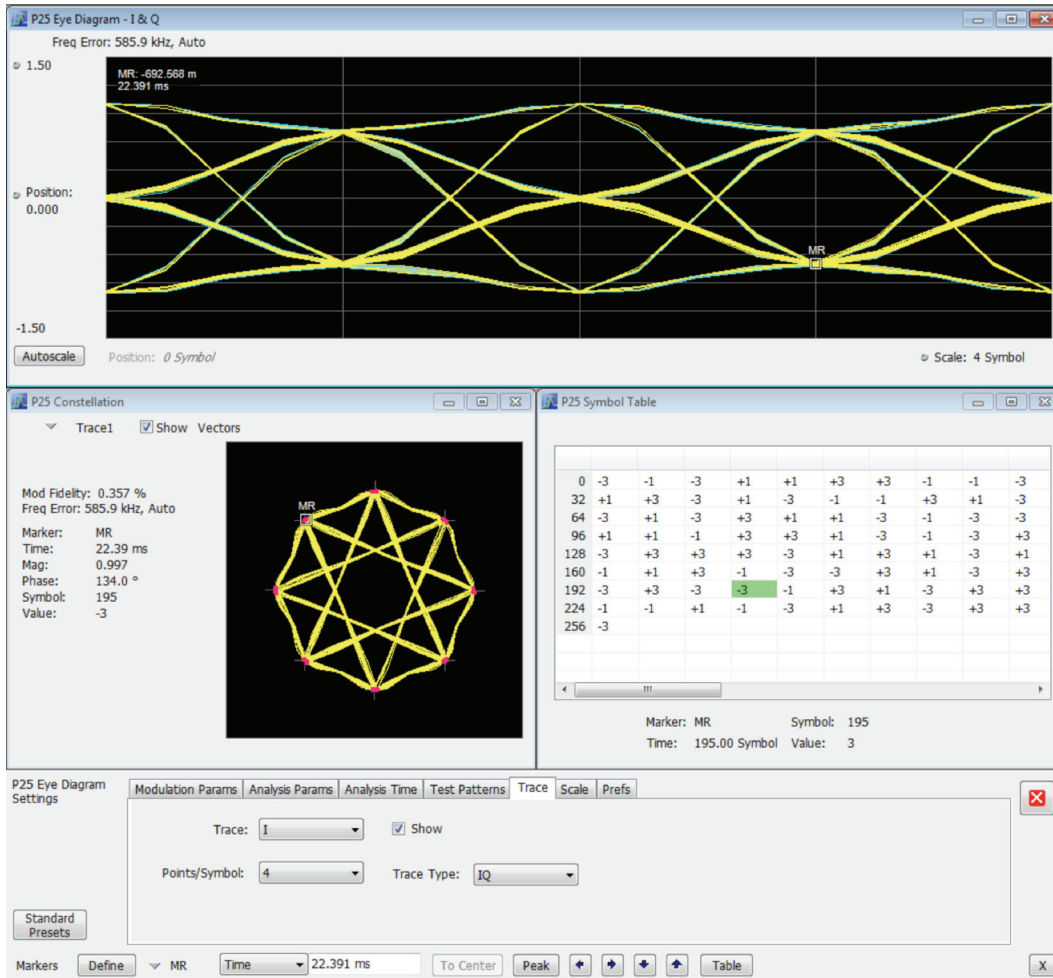 P25 Eye Diagram - I & Q
Freq Error: 585.9 kHz, Auto
1.50
MR: -692.568 m
22.391 ms
Position:
0.000
MR
-1.50
Autoscale Position: 0 Symbol Scale: 4 Symbol
P25 Constellation
Trace1 Show Vectors
Mod Fidelity: 0.357 %
Freq Error: 585.9 kHz, Auto
Marker: MR
Time: 22.39 ms
Mag: 0.997
Phase: 134.0 °
Symbol: 195
Value: -3
MR
P25 Symbol Table
0 -3 -1 -3 +1 +1 +3 +3 -1 -1 -3
32 +1 +3 -3 +1 -3 -1 -1 +3 +1 -3
64 -3 +1 -3 +3 +1 +1 -3 -1 -3 -3
96 +1 +1 -1 +3 +3 +1 -3 -1 -3 +3
128 -3 +3 +3 +3 -3 +1 +3 +1 -3 +1
160 -1 +1 +3 -1 -3 -3 +3 +1 -3 +3
192 -3 +3 -3 -3 -1 +3 +1 -3 +3 +3
224 -1 -1 +1 -1 -3 +1 +3 -3 +3 +3
256 -3
Marker: MR Symbol: 195
Time: 195.00 Symbol Value: 3
P25 Eye Diagram
Settings
Modulation Params Analysis Params Analysis Time Test Patterns Trace Scale Prefs
Trace: I Show
Points/Symbol: 4 Trace Type: IQ
Standard
Presets
Markers Define MR Time 22.391 ms To Center Peak Table X